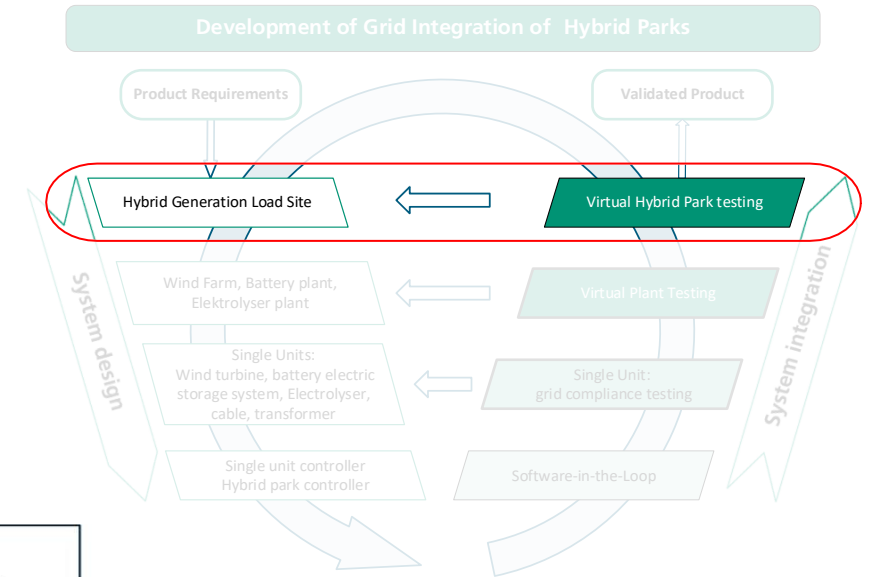 Development of Grid Integration of Hybrid Parks
Product Requirements
Validated Product
Hybrid Generation Load Site
Virtual Hybrid Park testing
System design
System integration
Wind Farm, Battery plant,
Elektrolyser plant
Virtual Plant Testing
Single Units:
Wind turbine, battery electric
storage system, Electrolyser,
cable, transformer
Single Unit:
grid compliance testing
Single unit controller
Hybrid park controller
Software-in-the-Loop